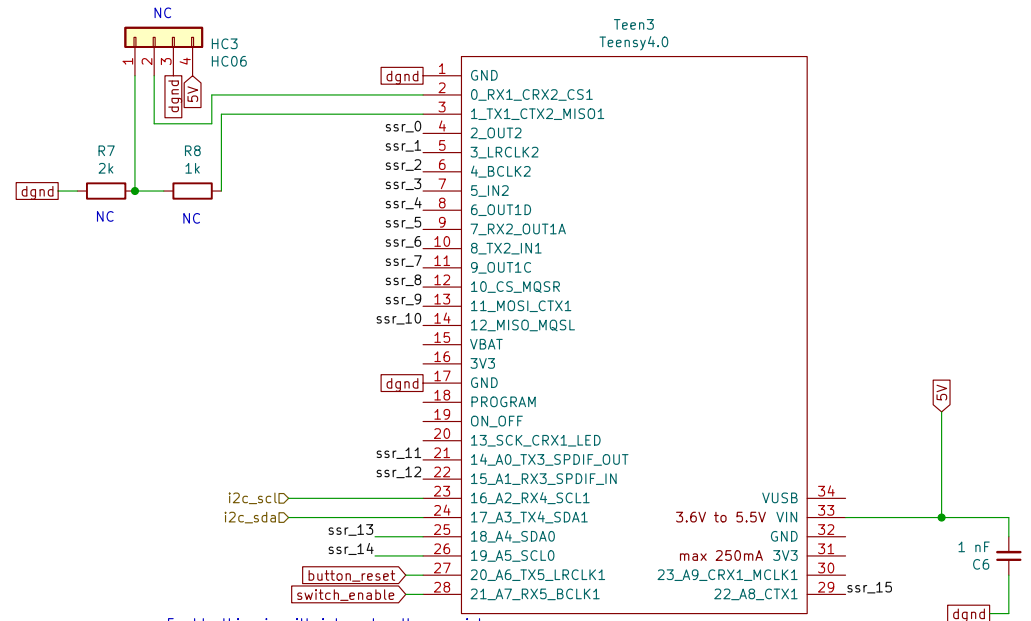 NC
HC3
HC06
1
2
3
4
dgnd
5V
Teen3
Teensy4.0
R7
2k
NC
R8
1k
NC
dgnd
dgnd 1 GND
2 0_RX1_CRX2_CS1
3 1_TX1_CTX2_MISO1
ssr_0 4 2_OUT2
ssr_1 5 3_LRCLK2
ssr_2 6 4_BCLK2
ssr_3 7 5_IN2
ssr_4 8 6_OUT1D
ssr_5 9 7_RX2_OUT1A
ssr_6 10 8_TX2_IN1
ssr_7 11 9_OUT1C
ssr_8 12 10_CS_MQSR
ssr_9 13 11_MOSI_CTX1
ssr_10 14 12_MISO_MQSL
15 VBAT
16 3V3
dgnd 17 GND
18 PROGRAM
19 ON_OFF
20 13_SCK_CRX1_LED
ssr_11 21 14_A0_TX3_SPDIF_OUT
ssr_12 22 15_A1_RX3_SPDIF_IN
i2c_scl 23 16_A2_RX4_SCL1
i2c_sda 24 17_A3_TX4_SDA1
ssr_13 25 18_A4_SDA0
ssr_14 26 19_A5_SCL0
button_reset 27 20_A6_TX5_LRCLK1
switch_enable 28 21_A7_RX5_BCLK1
VUSB 34
3.6V to 5.5V VIN 33
GND 32
max 250mA 3V3 31
23_A9_CRX1_MCLK1 30
22_A8_CTX1 29 ssr_15
5V
1 nF
C6
dgnd